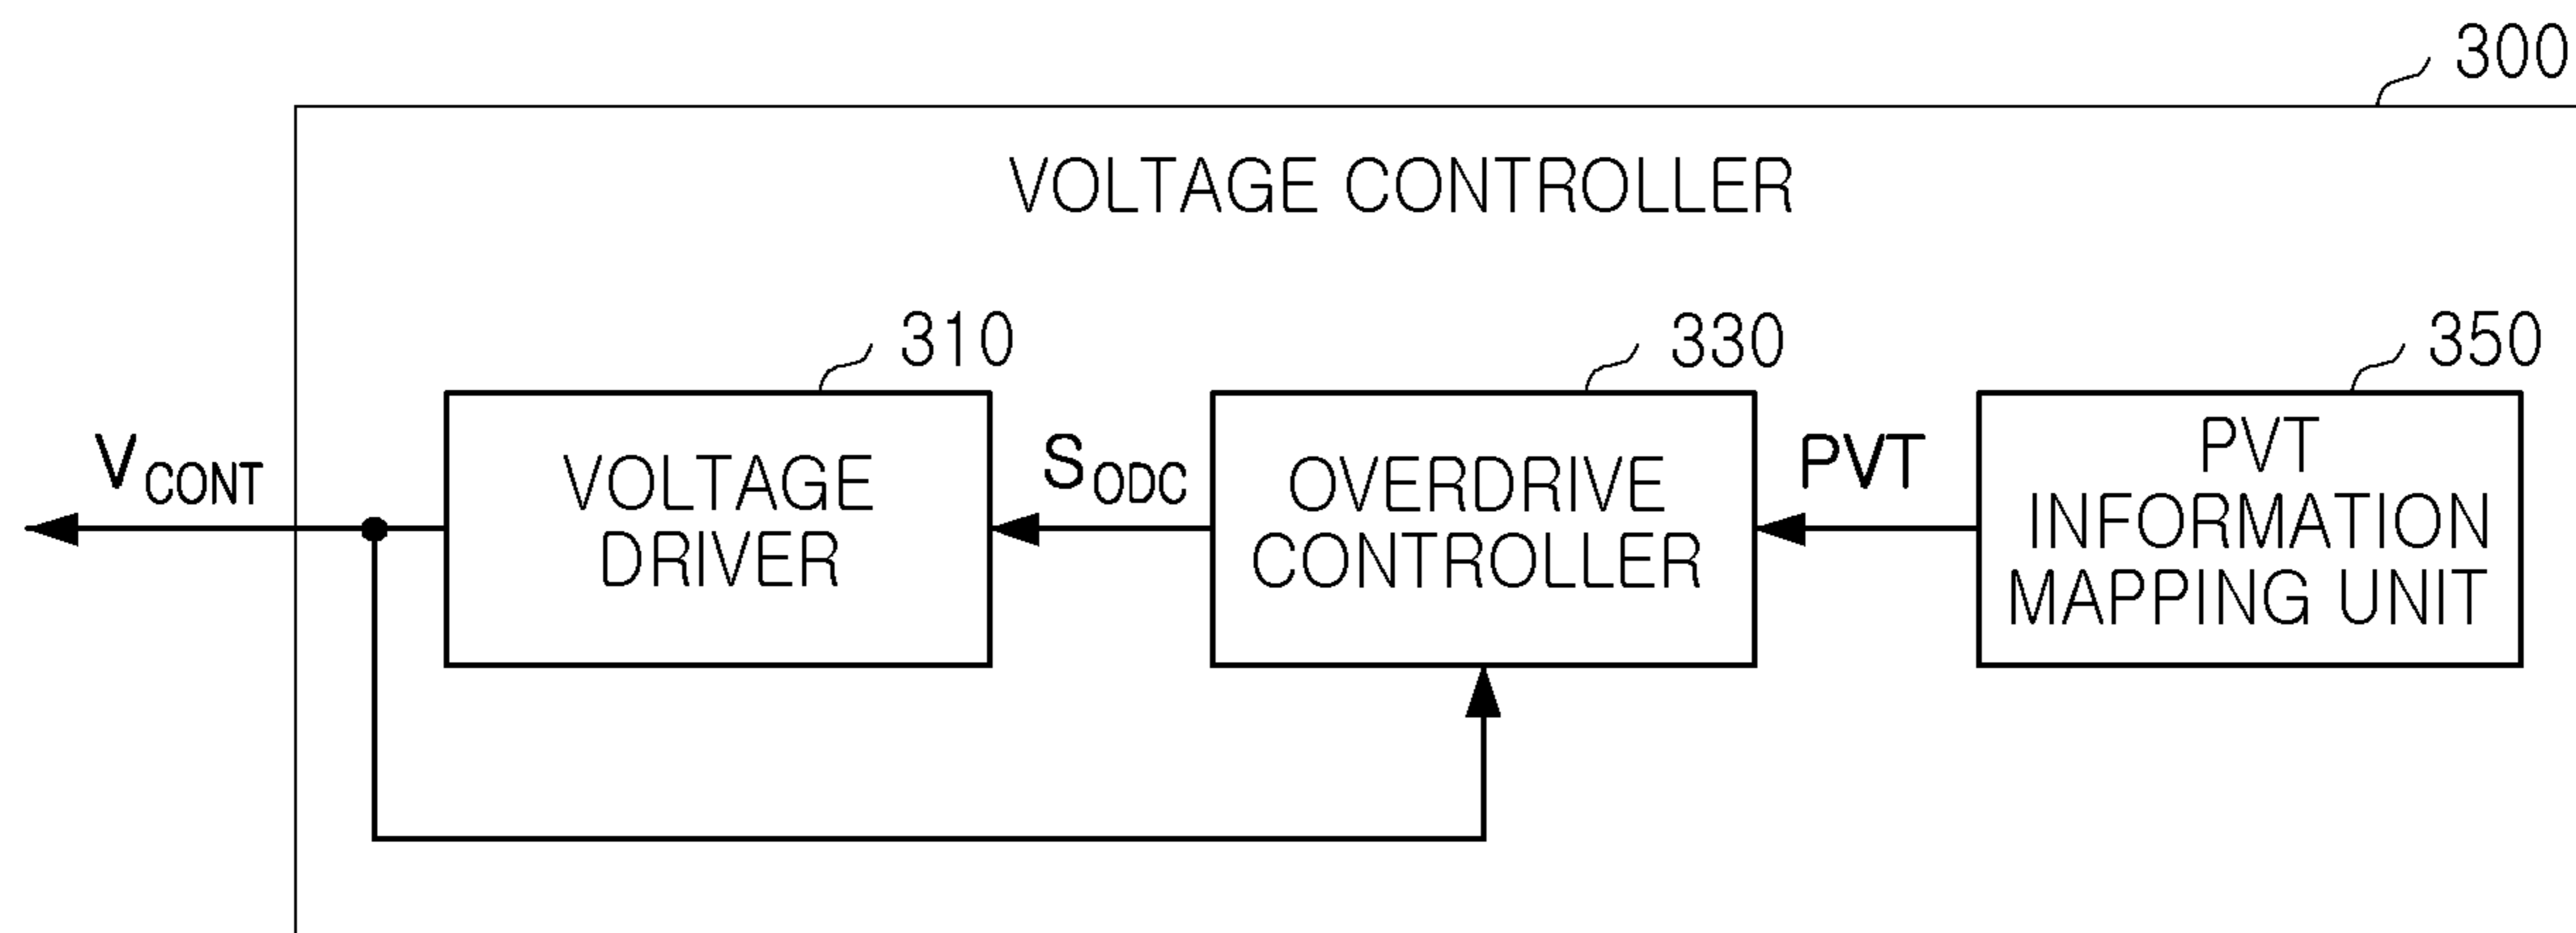 300
VOLTAGE CONTROLLER
310
330
350
VCONT
VOLTAGE
DRIVER
SODC
OVERDRIVE
CONTROLLER
PVT
PVT
INFORMATION
MAPPING UNIT